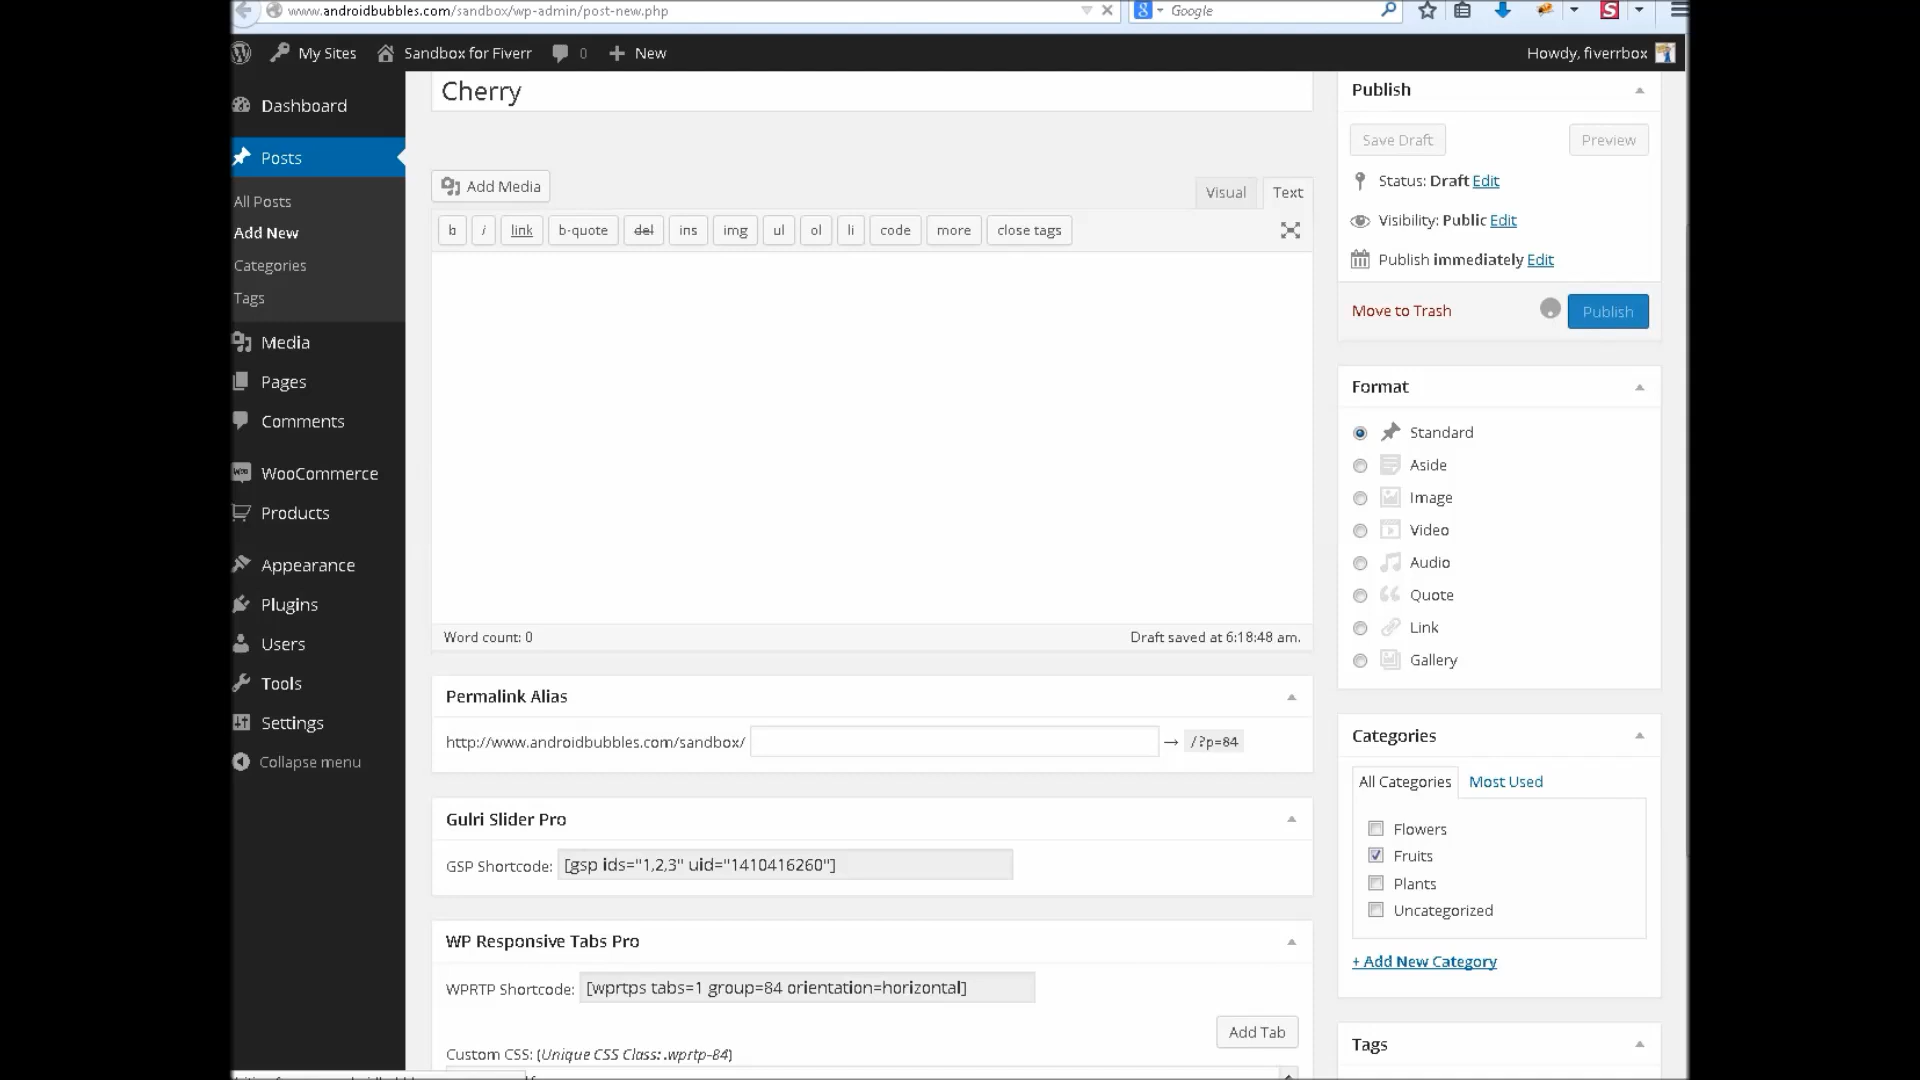 www.androidbubbles.com/sandbox/wp-admin/post-new.php
Google
My Sites
Sandbox for Fiverr
0
New
Howdy, fiverrbox
Dashboard
Posts
All Posts
Add New
Categories
Tags
Media
Pages
Comments
WooCommerce
Products
Appearance
Plugins
Users
Tools
Settings
Collapse menu
Cherry
Add Media
Visual
Text
b
i
link
b-quote
del
ins
img
ul
ol
li
code
more
close tags
Word count: 0
Draft saved at 6:18:48 am.
Permalink Alias
http://www.androidbubbles.com/sandbox/
→ /?p=84
Gulri Slider Pro
GSP Shortcode: [gsp ids="1,2,3" uid="1410416260"]
WP Responsive Tabs Pro
WPRTP Shortcode: [wprtps tabs=1 group=84 orientation=horizontal]
Add Tab
Custom CSS: (Unique CSS Class: .wprtp-84)
Publish
Save Draft
Preview
Status: Draft Edit
Visibility: Public Edit
Publish immediately Edit
Move to Trash
Publish
Format
Standard
Aside
Image
Video
Audio
Quote
Link
Gallery
Categories
All Categories
Most Used
Flowers
Fruits
Plants
Uncategorized
+ Add New Category
Tags